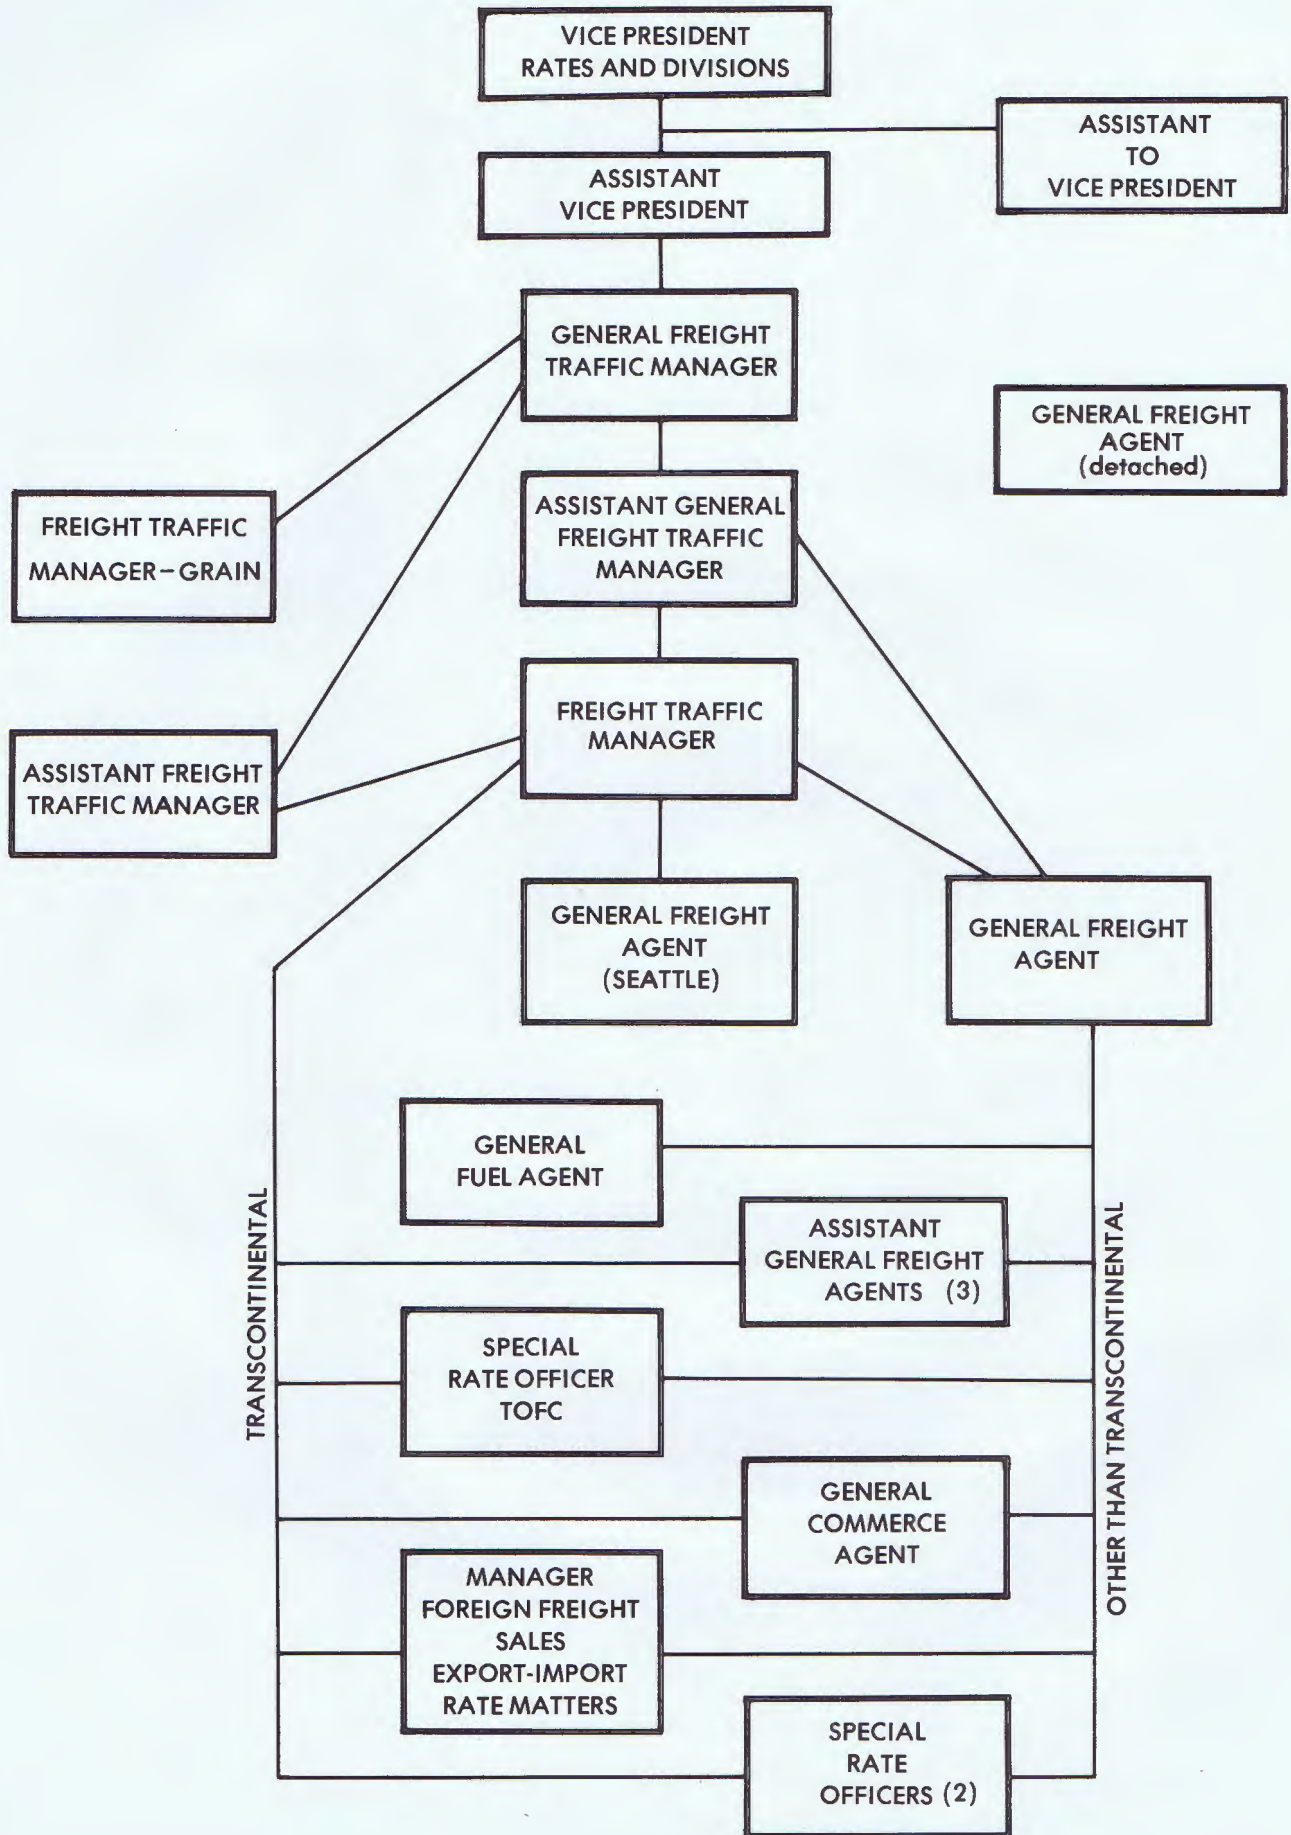 VICE PRESIDENT
RATES AND DIVISIONS
ASSISTANT
TO
VICE PRESIDENT
ASSISTANT
VICE PRESIDENT
GENERAL FREIGHT
TRAFFIC MANAGER
GENERAL FREIGHT
AGENT
(detached)
FREIGHT TRAFFIC
MANAGER-GRAIN
ASSISTANT GENERAL
FREIGHT TRAFFIC
MANAGER
FREIGHT TRAFFIC
MANAGER
ASSISTANT FREIGHT
TRAFFIC MANAGER
GENERAL FREIGHT
AGENT
(SEATTLE)
GENERAL FREIGHT
AGENT
TRANSCONTINENTAL
OTHER THAN TRANSCONTINENTAL
GENERAL
FUEL AGENT
ASSISTANT
GENERAL FREIGHT
AGENTS (3)
SPECIAL
RATE OFFICER
TOFC
GENERAL
COMMERCE
AGENT
MANAGER
FOREIGN FREIGHT
SALES
EXPORT-IMPORT
RATE MATTERS
SPECIAL
RATE
OFFICERS (2)